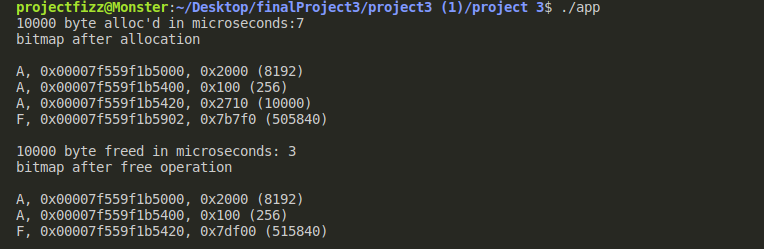 projectfizz@Monster:~/Desktop/finalProject3/project3 (1)/project 3$ ./app
10000 byte alloc'd in microseconds:7
bitmap after allocation
A, 0x00007f559f1b5000, 0x2000 (8192)
A, 0x00007f559f1b5400, 0x100 (256)
A, 0x00007f559f1b5420, 0x2710 (10000)
F, 0x00007f559f1b5902, 0x7b7f0 (505840)
10000 byte freed in microseconds: 3
bitmap after free operation
A, 0x00007f559f1b5000, 0x2000 (8192)
A, 0x00007f559f1b5400, 0x100 (256)
F, 0x00007f559f1b5420, 0x7df00 (515840)